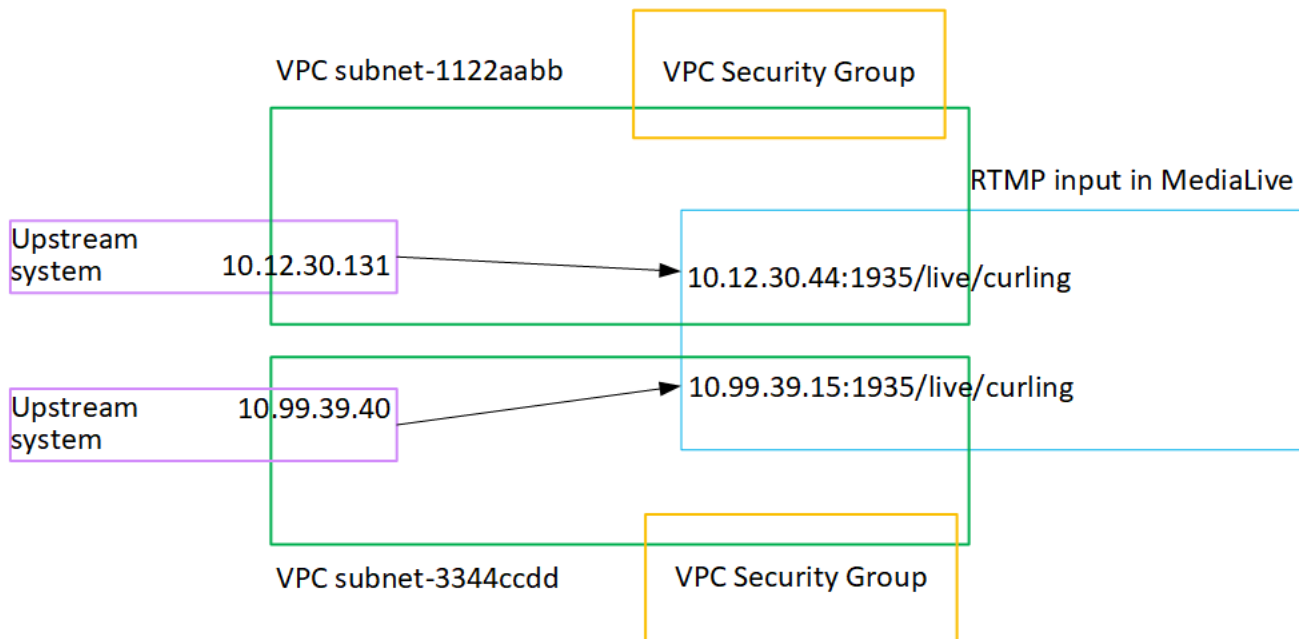 VPC subnet-1122aabb
VPC Security Group
RTMP input in MediaLive
Upstream
system
10.12.30.131
10.12.30.44:1935/live/curling
Upstream
system
10.99.39.40
10.99.39.15:1935/live/curling
VPC subnet-3344ccdd
VPC Security Group